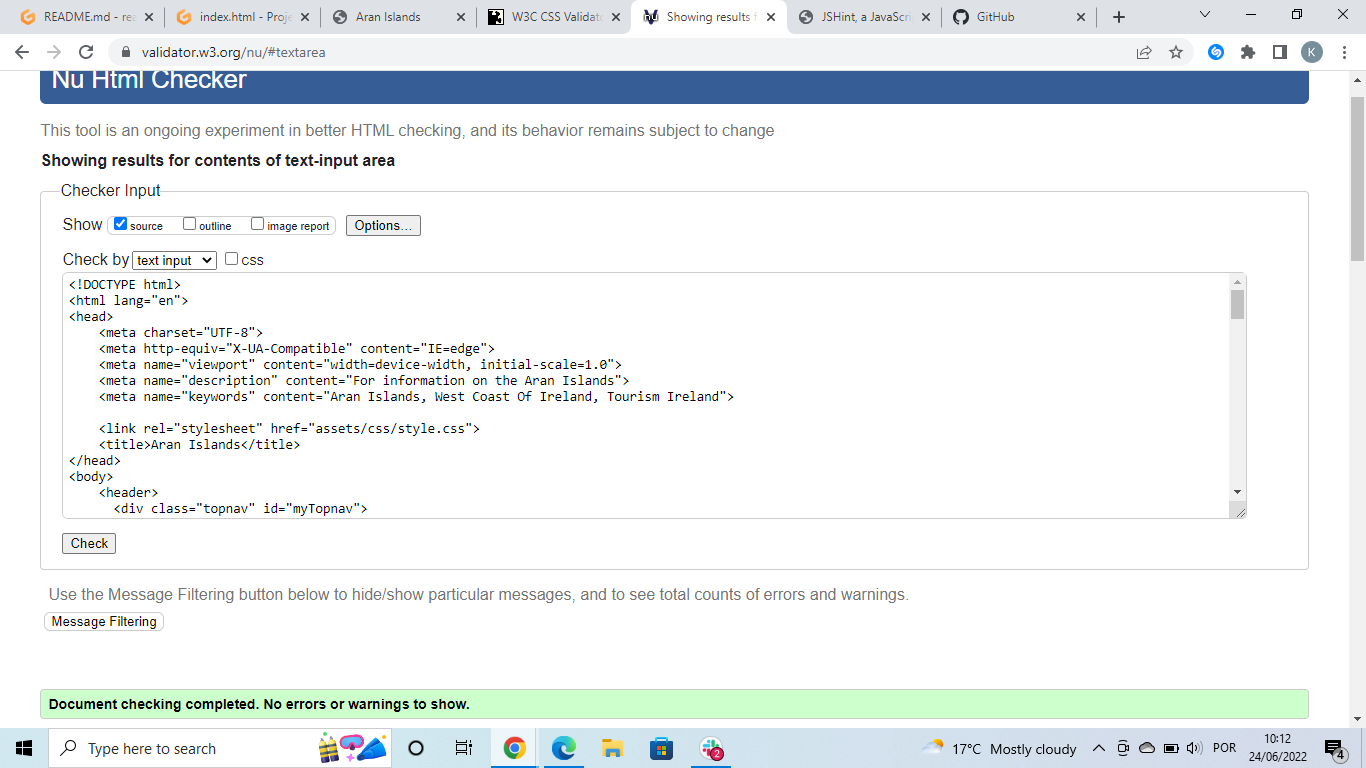 README.md - rea
index.html - Proje
Aran Islands
W3C CSS Validat
Showing results f
JSHint, a JavaScri
GitHub
validator.w3.org/nu/#textarea
K
Nu Html Checker
This tool is an ongoing experiment in better HTML checking, and its behavior remains subject to change
Showing results for contents of text-input area
Checker Input
Show source outline image report Options...
Check by text input css
<!DOCTYPE html>
<html lang="en">
<head>
    <meta charset="UTF-8">
    <meta http-equiv="X-UA-Compatible" content="IE=edge">
    <meta name="viewport" content="width=device-width, initial-scale=1.0">
    <meta name="description" content="For information on the Aran Islands">
    <meta name="keywords" content="Aran Islands, West Coast Of Ireland, Tourism Ireland">
    <link rel="stylesheet" href="assets/css/style.css">
    <title>Aran Islands</title>
</head>
<body>
    <header>
      <div class="topnav" id="myTopnav">
Check
Use the Message Filtering button below to hide/show particular messages, and to see total counts of errors and warnings.
Message Filtering
Document checking completed. No errors or warnings to show.
Type here to search
2
17°C Mostly cloudy
POR
10:12
24/06/2022
4